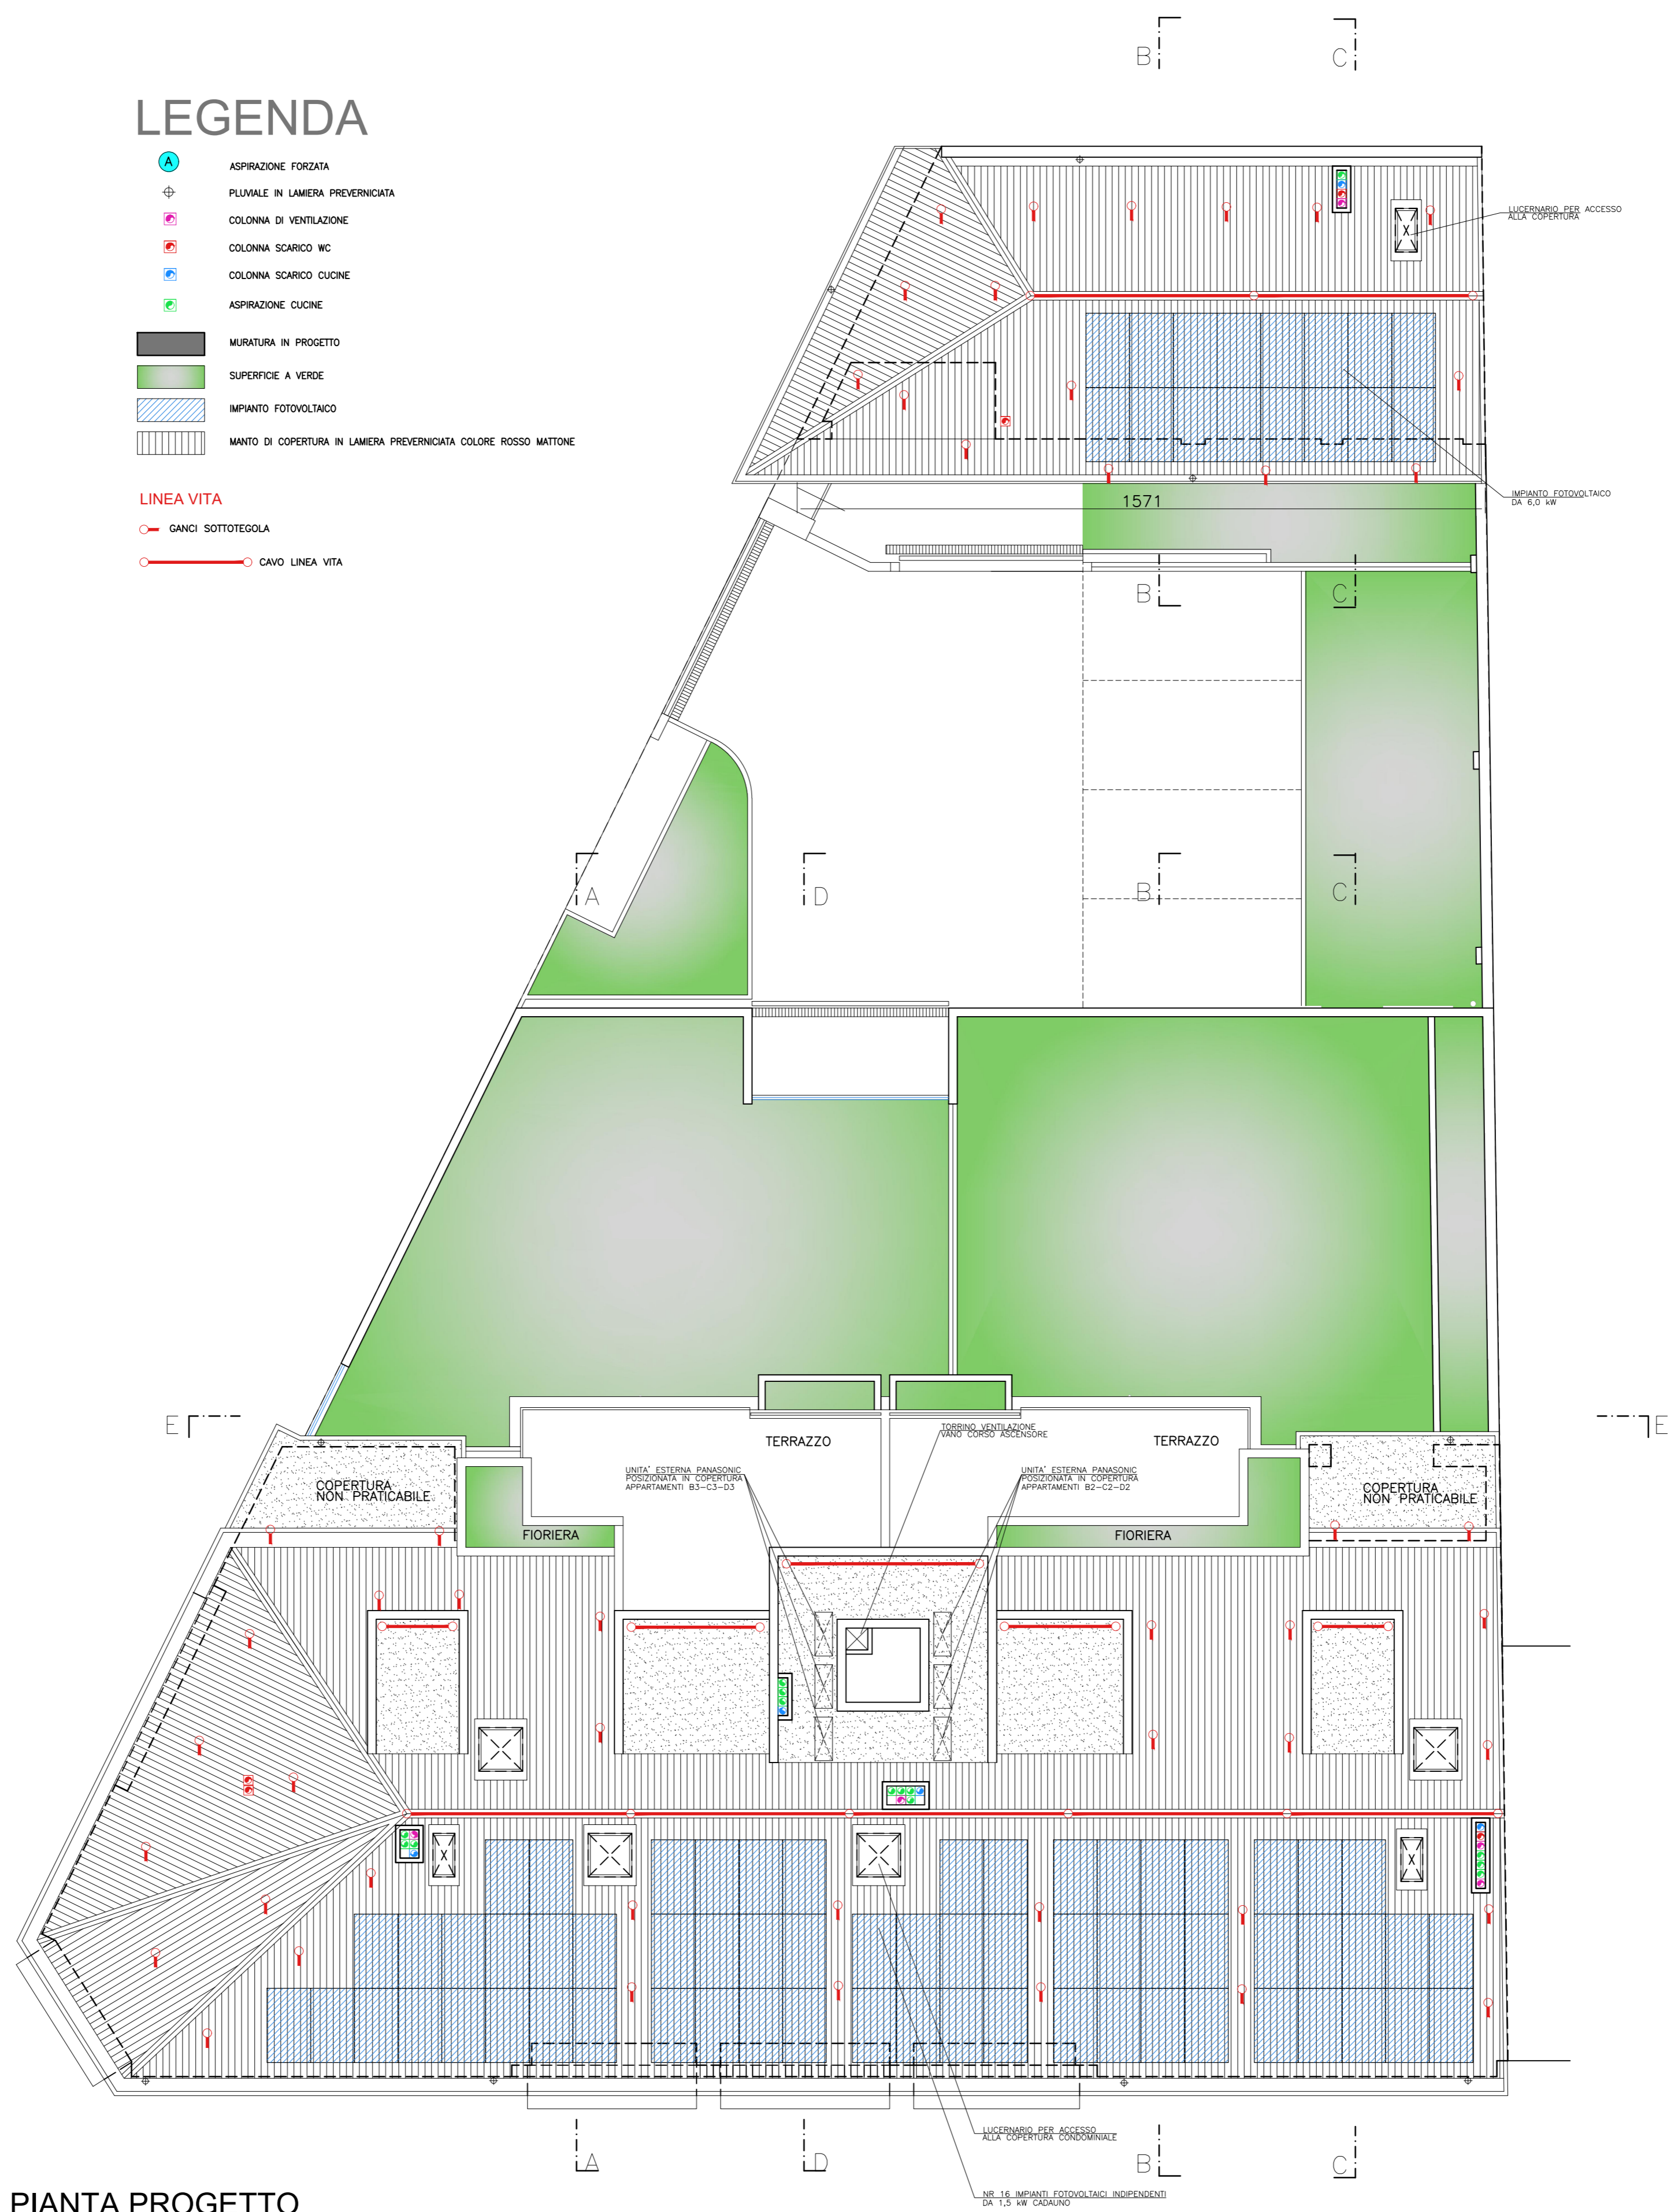 B
C
LEGENDA
A
ASPIRAZIONE FORZATA
PLUVIALE IN LAMIERA PREVERNICIATA
COLONNA DI VENTILAZIONE
COLONNA SCARICO WC
COLONNA SCARICO CUCINE
ASPIRAZIONE CUCINE
MURATURA IN PROGETTO
SUPERFICIE A VERDE
IMPIANTO FOTOVOLTAICO
MANTO DI COPERTURA IN LAMIERA PREVERNICIATA COLORE ROSSO MATTONE
LINEA VITA
GANCI SOTTOTEGOLA
CAVO LINEA VITA
LUCERNARIO PER ACCESSO
ALLA COPERTURA
X
IMPIANTO FOTOVOLTAICO
DA 6,0 kW
1571
B
C
A
D
B
C
E
E
TERRAZZO
TORRINO VENTILAZIONE
VANO CORSO ASCENSORE
TERRAZZO
UNITA' ESTERNA PANASONIC
POSIZIONATA IN COPERTURA
APPARTAMENTI B3-C3-D3
UNITA' ESTERNA PANASONIC
POSIZIONATA IN COPERTURA
APPARTAMENTI B2-C2-D2
COPERTURA
NON PRATICABILE
COPERTURA
NON PRATICABILE
FIORIERA
FIORIERA
X
X
LUCERNARIO PER ACCESSO
ALLA COPERTURA CONDOMINIALE
A
D
B
C
NR 16 IMPIANTI FOTOVOLTAICI INDIPENDENTI
DA 1,5 kW CADAUNO
PIANTA PROGETTO